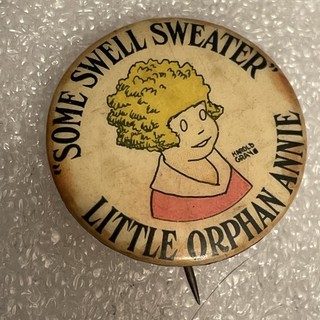 "SOME SWELL SWEATER"
HAROLD
GRAY
LITTLE ORPHAN ANNIE